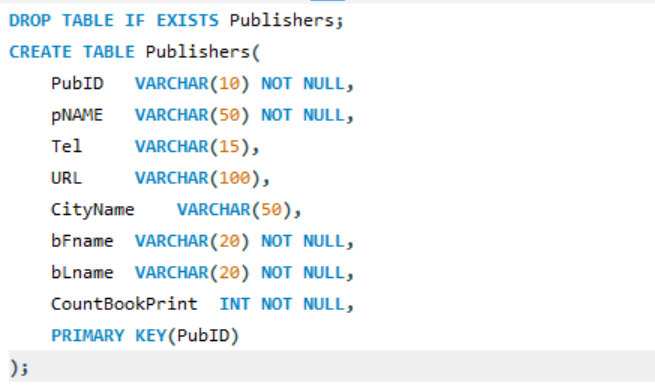 DROP TABLE IF EXISTS Publishers;
CREATE TABLE Publishers(
    PubID   VARCHAR(10) NOT NULL,
    pNAME   VARCHAR(50) NOT NULL,
    Tel     VARCHAR(15),
    URL     VARCHAR(100),
    CityName    VARCHAR(50),
    bFname  VARCHAR(20) NOT NULL,
    bLname  VARCHAR(20) NOT NULL,
    CountBookPrint  INT NOT NULL,
    PRIMARY KEY(PubID)
);